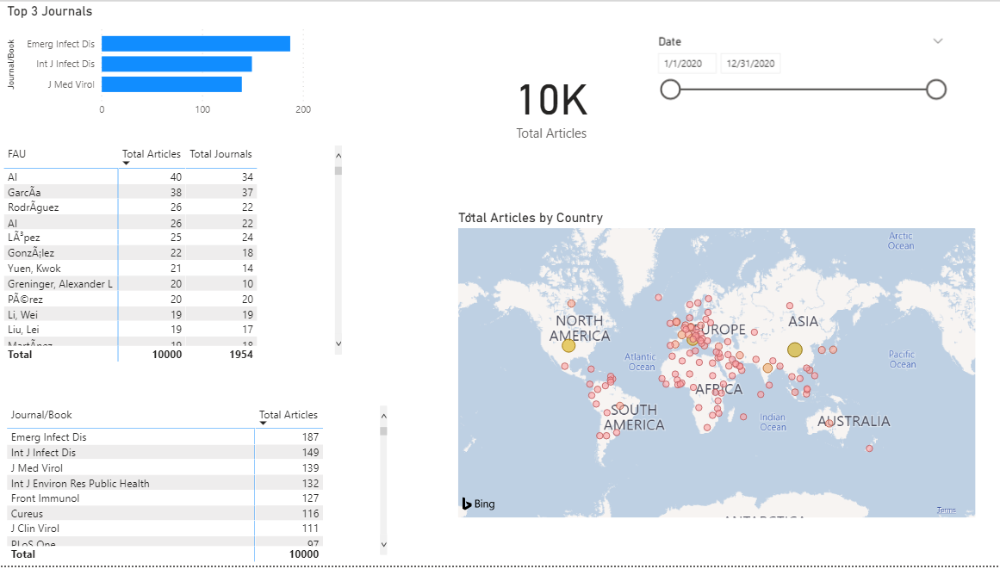 Top 3 Journals
Journal/Book
Emerg Infect Dis
Int J Infect Dis
J Med Virol
0 100 200
10K
Total Articles
Date
1/1/2020 12/31/2020
FAU Total Articles Total Journals
Al 40 34
GarcÃa 38 37
RodrÃguez 26 22
Al 26 22
LÃ³pez 25 24
GonzÃ¡lez 22 18
Yuen, Kwok 21 14
Greninger, Alexander L 20 10
PÃ©rez 20 20
Li, Wei 19 19
Liu, Lei 19 17
Total 10000 1954
Journal/Book Total Articles
Emerg Infect Dis 187
Int J Infect Dis 149
J Med Virol 139
Int J Environ Res Public Health 132
Front Immunol 127
Cureus 116
J Clin Virol 111
PLoS One 97
Total 10000
Total Articles by Country
Arctic
Ocean
NORTH
AMERICA
EUROPE
ASIA
Atlantic
Ocean
Pacific
Ocean
AFRICA
SOUTH
AMERICA
Indian
Ocean
AUSTRALIA
Bing
Terms